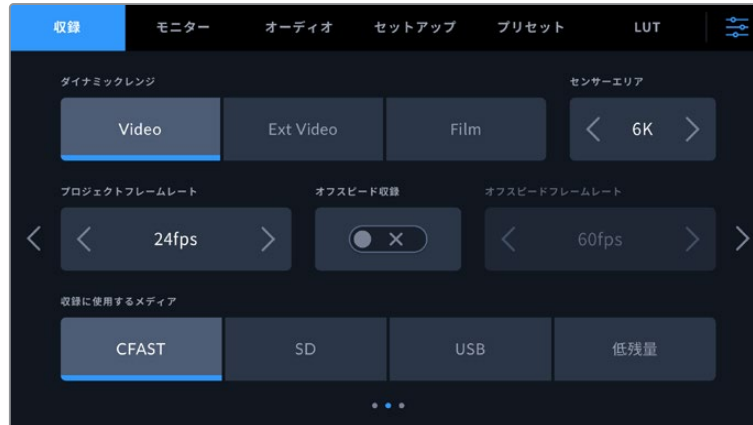 収録 モニター オーディオ セットアップ プリセット LUT
ダイナミックレンジ センサーエリア
Video Ext Video Film 6K
プロジェクトフレームレート オフスピード収録 オフスピードフレームレート
24fps 60fps
収録に使用するメディア
CFAST SD USB 低残量